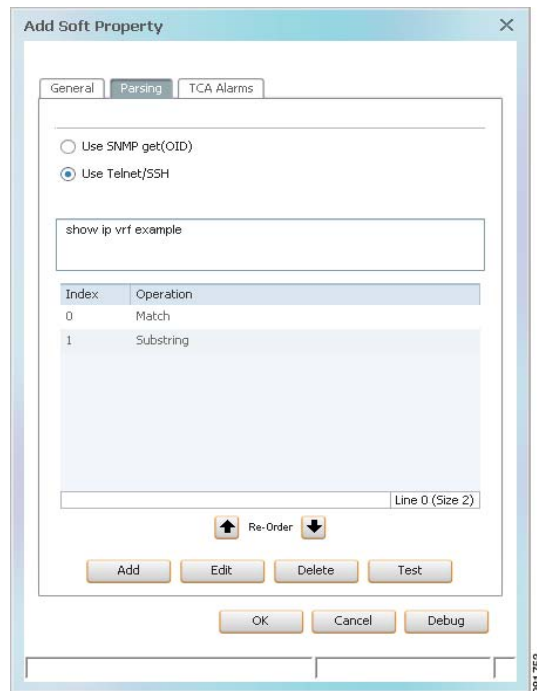 Add Soft Property
General Parsing TCA Alarms
Use SNMP get(OID)
Use Telnet/SSH
show ip vrf example
Index Operation
0 Match
1 Substring
Line 0 (Size 2)
Re-Order
Add Edit Delete Test
OK Cancel Debug